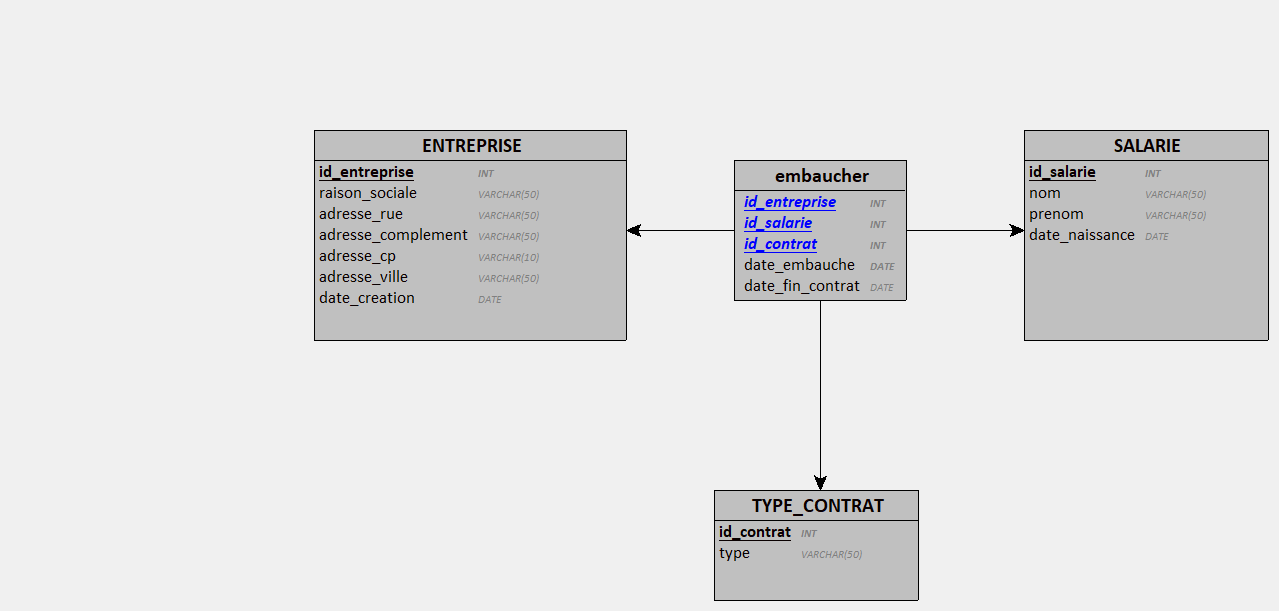 ENTREPRISE
id_entreprise INT
raison_sociale VARCHAR(50)
adresse_rue VARCHAR(50)
adresse_complement VARCHAR(50)
adresse_cp VARCHAR(10)
adresse_ville VARCHAR(50)
date_creation DATE
embaucher
id_entreprise INT
id_salarie INT
id_contrat INT
date_embauche DATE
date_fin_contrat DATE
SALARIE
id_salarie INT
nom VARCHAR(50)
prenom VARCHAR(50)
date_naissance DATE
TYPE_CONTRAT
id_contrat INT
type VARCHAR(50)